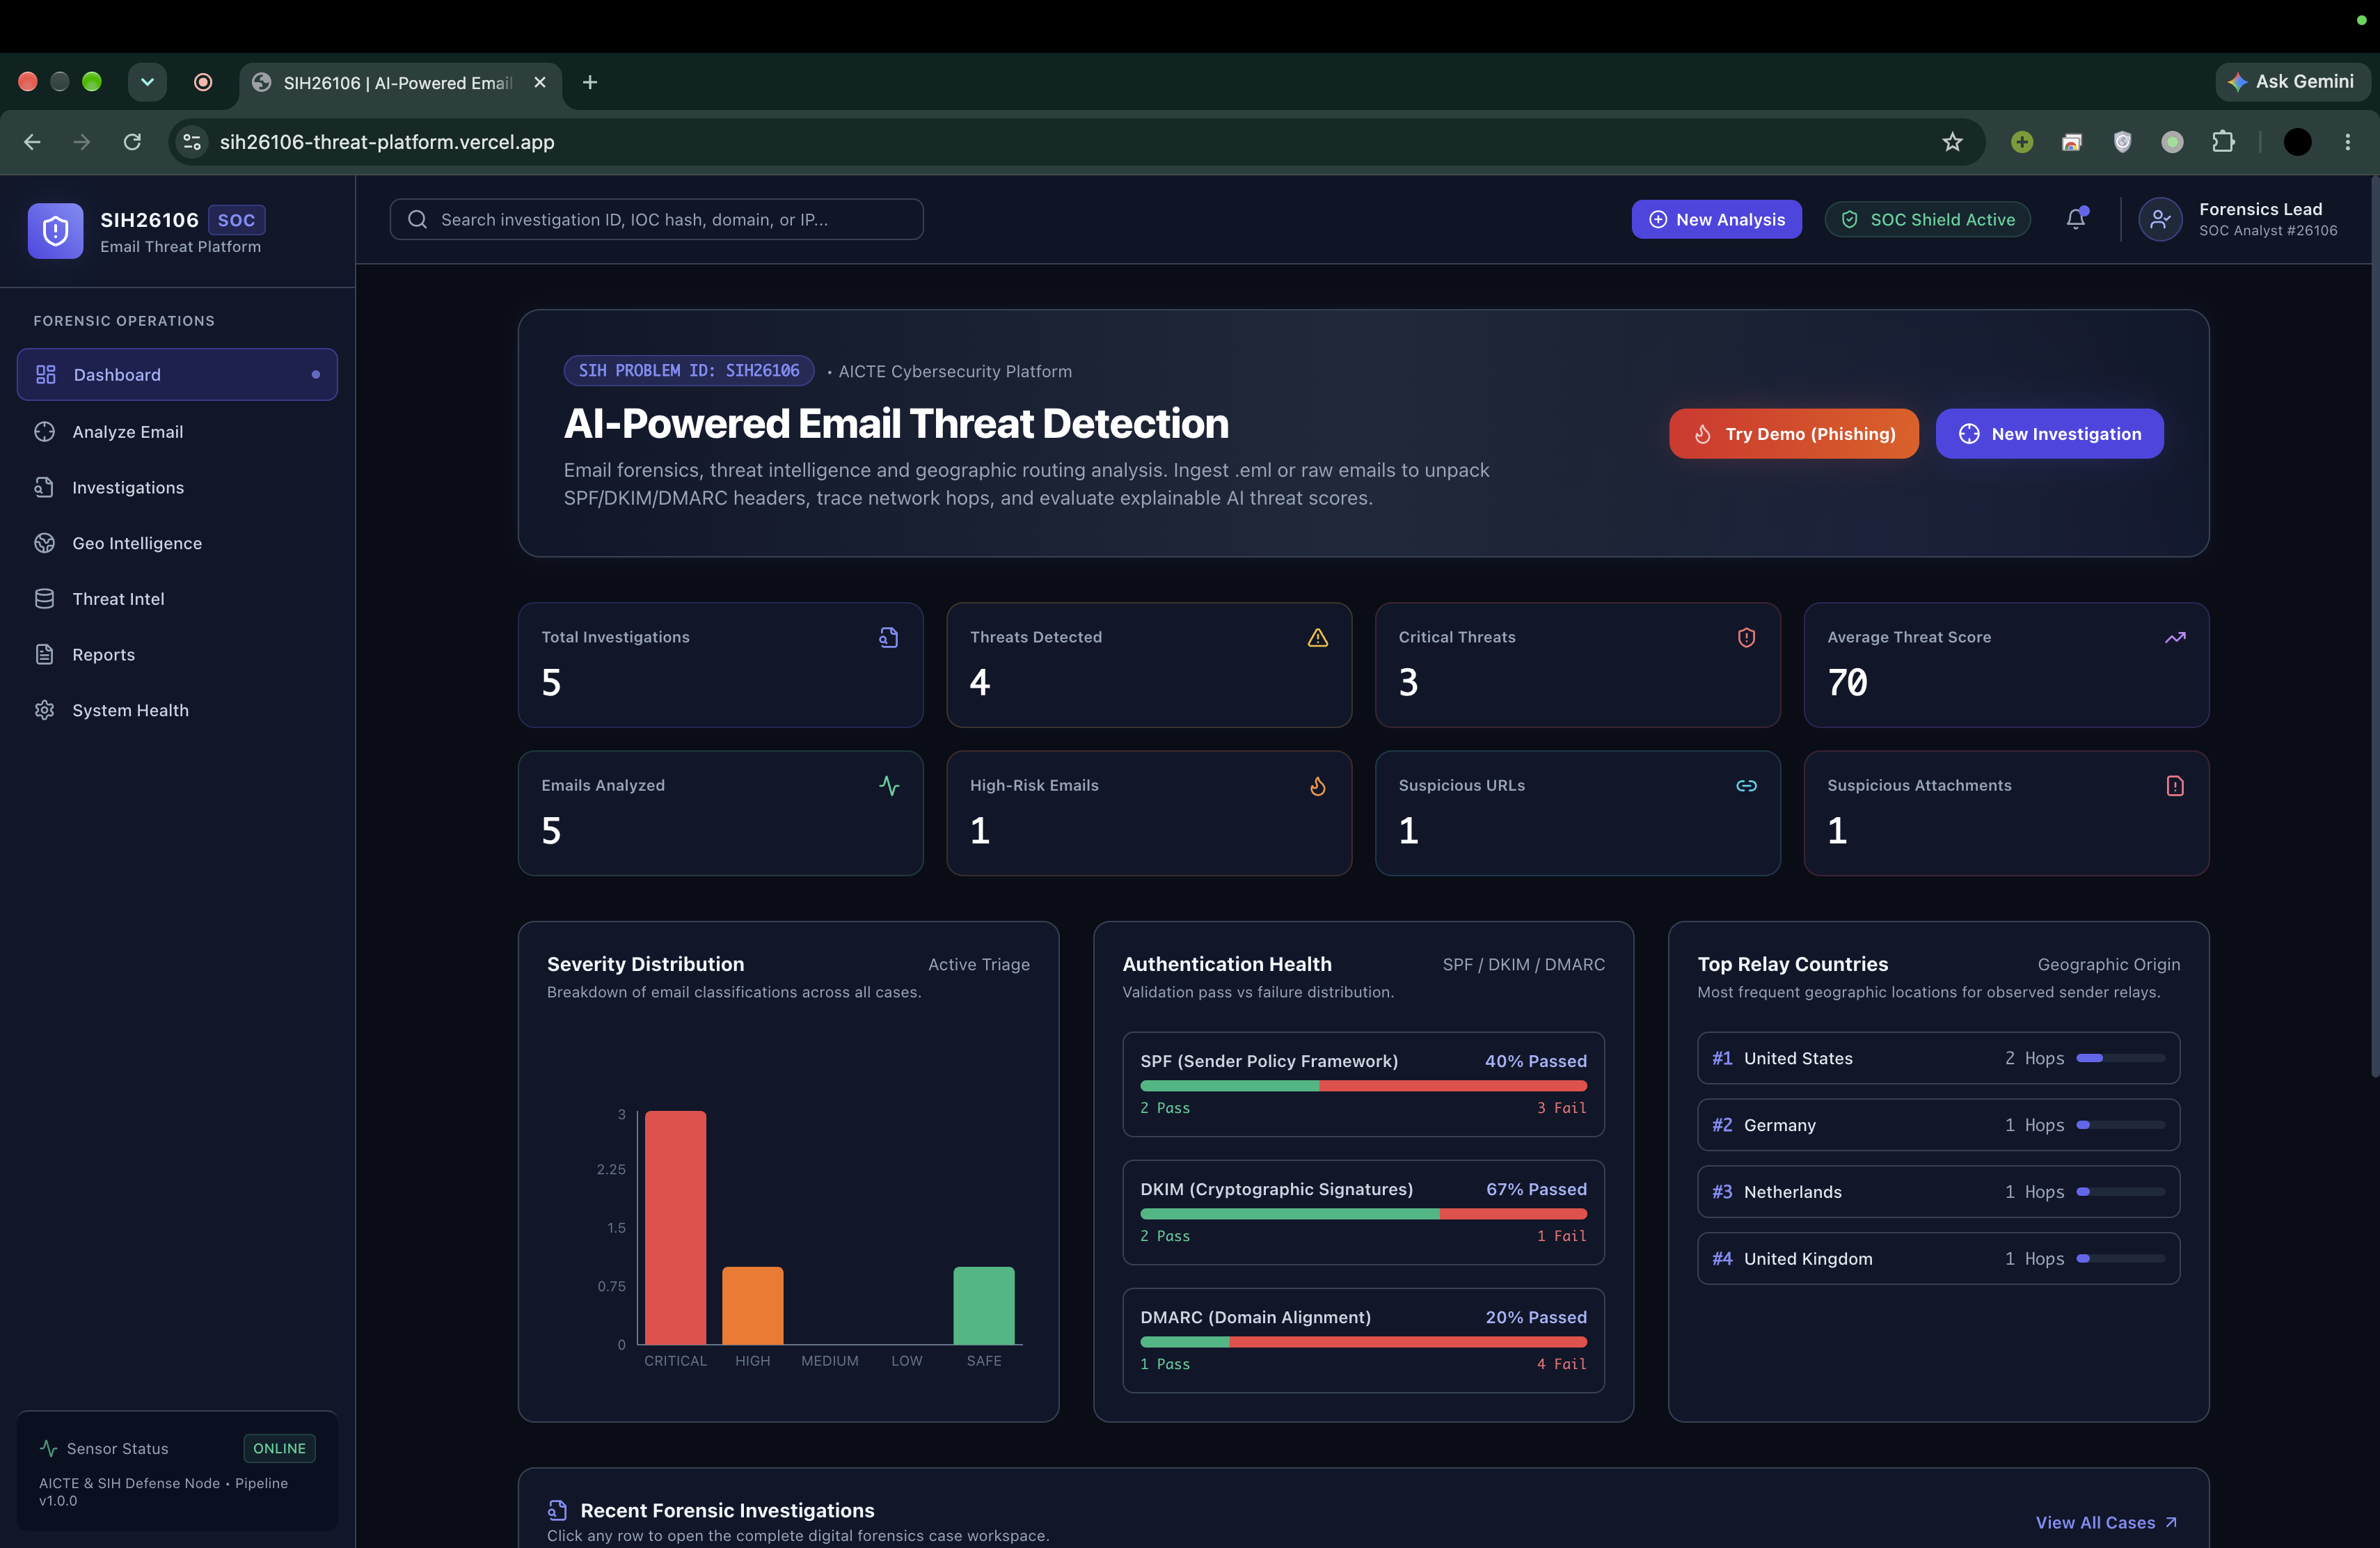 SIH26106 | AI-Powered Email
Ask Gemini
sih26106-threat-platform.vercel.app
SIH26106 SOC
Email Threat Platform
Search investigation ID, IOC hash, domain, or IP...
New Analysis
SOC Shield Active
Forensics Lead
SOC Analyst #26106
FORENSIC OPERATIONS
Dashboard
Analyze Email
Investigations
Geo Intelligence
Threat Intel
Reports
System Health
Sensor Status
ONLINE
AICTE & SIH Defense Node • Pipeline
v1.0.0
SIH PROBLEM ID: SIH26106 • AICTE Cybersecurity Platform
AI-Powered Email Threat Detection
Email forensics, threat intelligence and geographic routing analysis. Ingest .eml or raw emails to unpack
SPF/DKIM/DMARC headers, trace network hops, and evaluate explainable AI threat scores.
Try Demo (Phishing)
New Investigation
Total Investigations
5
Threats Detected
4
Critical Threats
3
Average Threat Score
70
Emails Analyzed
5
High-Risk Emails
1
Suspicious URLs
1
Suspicious Attachments
1
Severity Distribution
Active Triage
Breakdown of email classifications across all cases.
3
2.25
1.5
0.75
0
CRITICAL HIGH MEDIUM LOW SAFE
Authentication Health
SPF / DKIM / DMARC
Validation pass vs failure distribution.
SPF (Sender Policy Framework) 40% Passed
2 Pass 3 Fail
DKIM (Cryptographic Signatures) 67% Passed
2 Pass 1 Fail
DMARC (Domain Alignment) 20% Passed
1 Pass 4 Fail
Top Relay Countries
Geographic Origin
Most frequent geographic locations for observed sender relays.
#1 United States 2 Hops
#2 Germany 1 Hops
#3 Netherlands 1 Hops
#4 United Kingdom 1 Hops
Recent Forensic Investigations
Click any row to open the complete digital forensics case workspace.
View All Cases